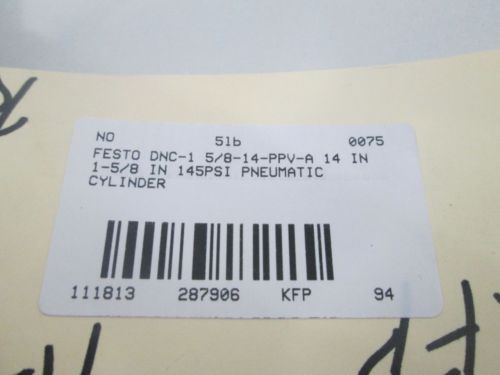 NO 5lb 0075
FESTO DNC-1 5/8-14-PPV-A 14 IN
1-5/8 IN 145PSI PNEUMATIC
CYLINDER
111813 287906 KFP 94